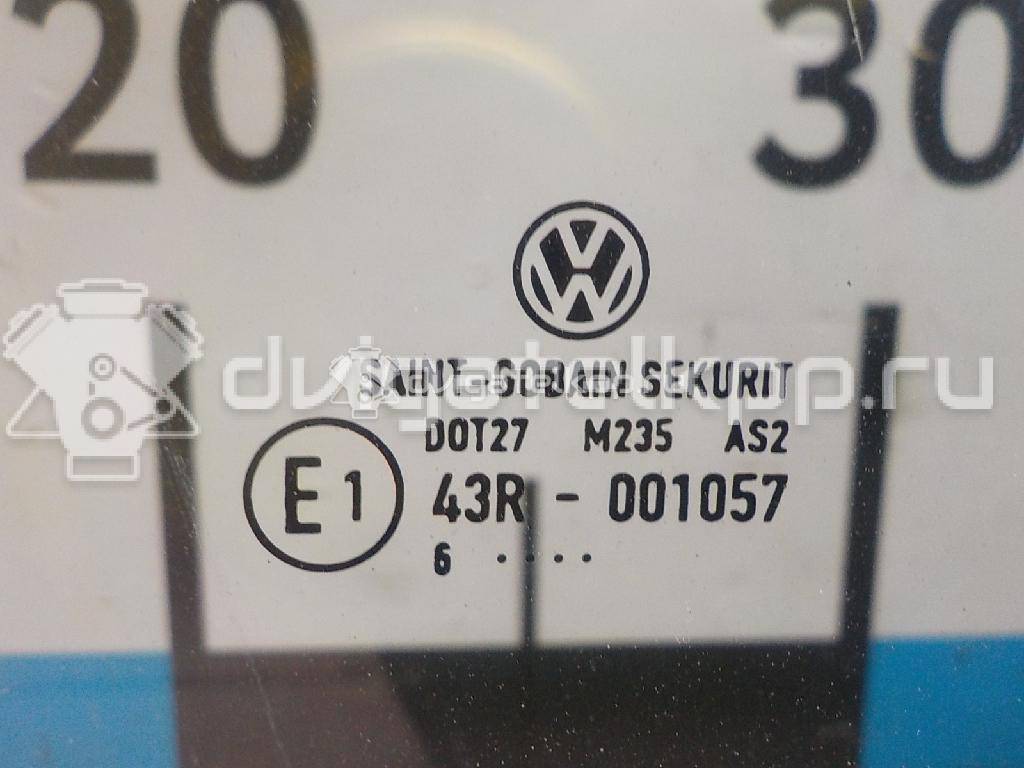 20 30
SAINT-GOBAIN SEKURIT
dvigatelkpp.ru
DOT27 M235 AS2
E1 43R - 001057
6 ....